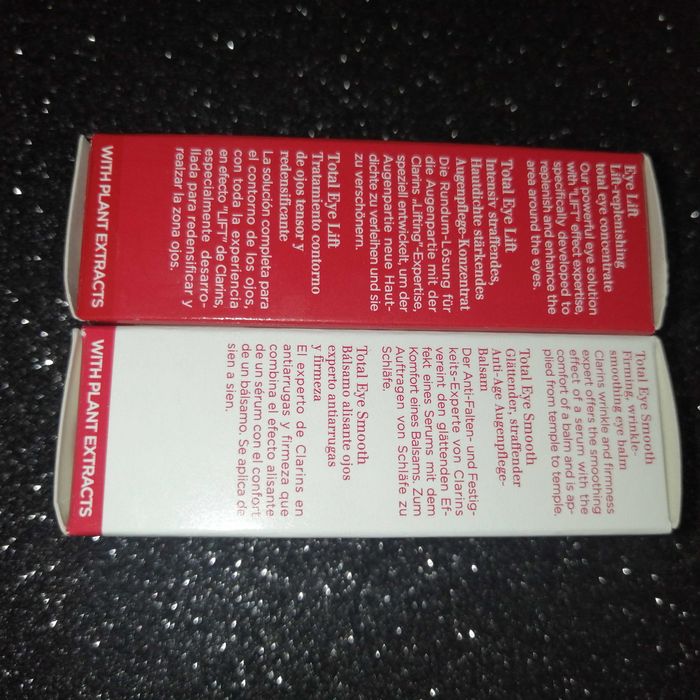 Eye Lift
Lift-replenishing
total eye concentrate
Our powerful eye solution
with "LIFT" effect expertise,
specifically developed to
replenish and enhance the
area around the eyes.
Total Eye Lift
Intensiv straffendes,
Hautdichte stärkendes
Augenpflege-Konzentrat
Die Rundum-Lösung für
die Augenpartie mit der
Clarins „Lifting"-Expertise,
speziell entwickelt, um der
Augenpartie neue Haut-
dichte zu verleihen und sie
zu verschönern.
Total Eye Lift
Tratamiento contorno
de ojos tensor y
redensificante
La solución completa para
el contorno de los ojos,
con toda la experiencia
en efecto "LIFT" de Clarins,
especialmente desarro-
llada para redensificar y
realzar la zona ojos.
WITH PLANT EXTRACTS
Total Eye Smooth
Firming, wrinkle-
smoothing eye balm
Clarins wrinkle and firmness
expert offers the smoothing
effect of a serum with the
comfort of a balm and is ap-
plied from temple to temple.
Total Eye Smooth
Glättender, straffender
Anti-Age Augenpflege-
Balsam
Der Anti-Falten- und Festig-
keits-Experte von Clarins
vereint den glättenden Ef-
fekt eines Serums mit dem
Komfort eines Balsams. Zum
Auftragen von Schläfe zu
Schläfe.
Total Eye Smooth
Bálsamo alisante ojos
experto antiarrugas
y firmeza
El experto de Clarins en
antiarrugas y firmeza que
combina el efecto alisante
de un sérum con el confort
de un bálsamo. Se aplica de
sien a sien.
WITH PLANT EXTRACTS